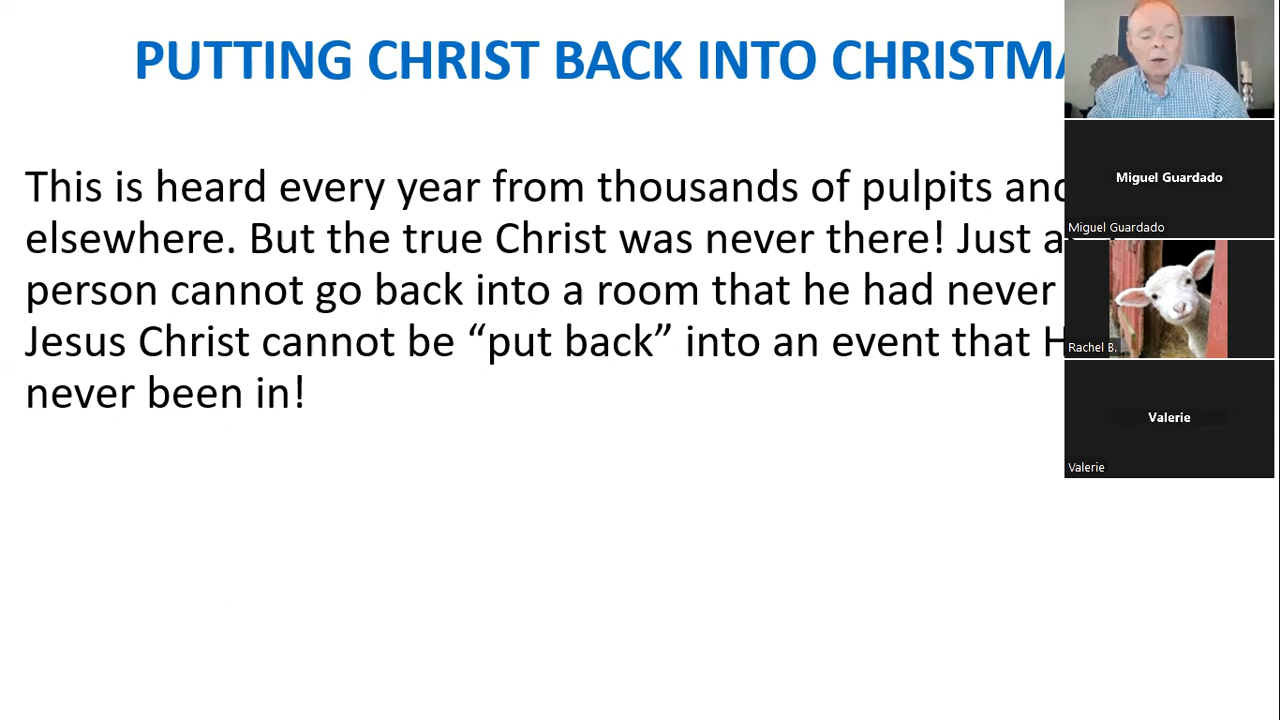 PUTTING CHRIST BACK INTO CHRISTMA
This is heard every year from thousands of pulpits and
elsewhere. But the true Christ was never there! Just a
person cannot go back into a room that he had never
Jesus Christ cannot be “put back” into an event that H
never been in!
Miguel Guardado
Miguel Guardado
Rachel B.
Valerie
Valerie